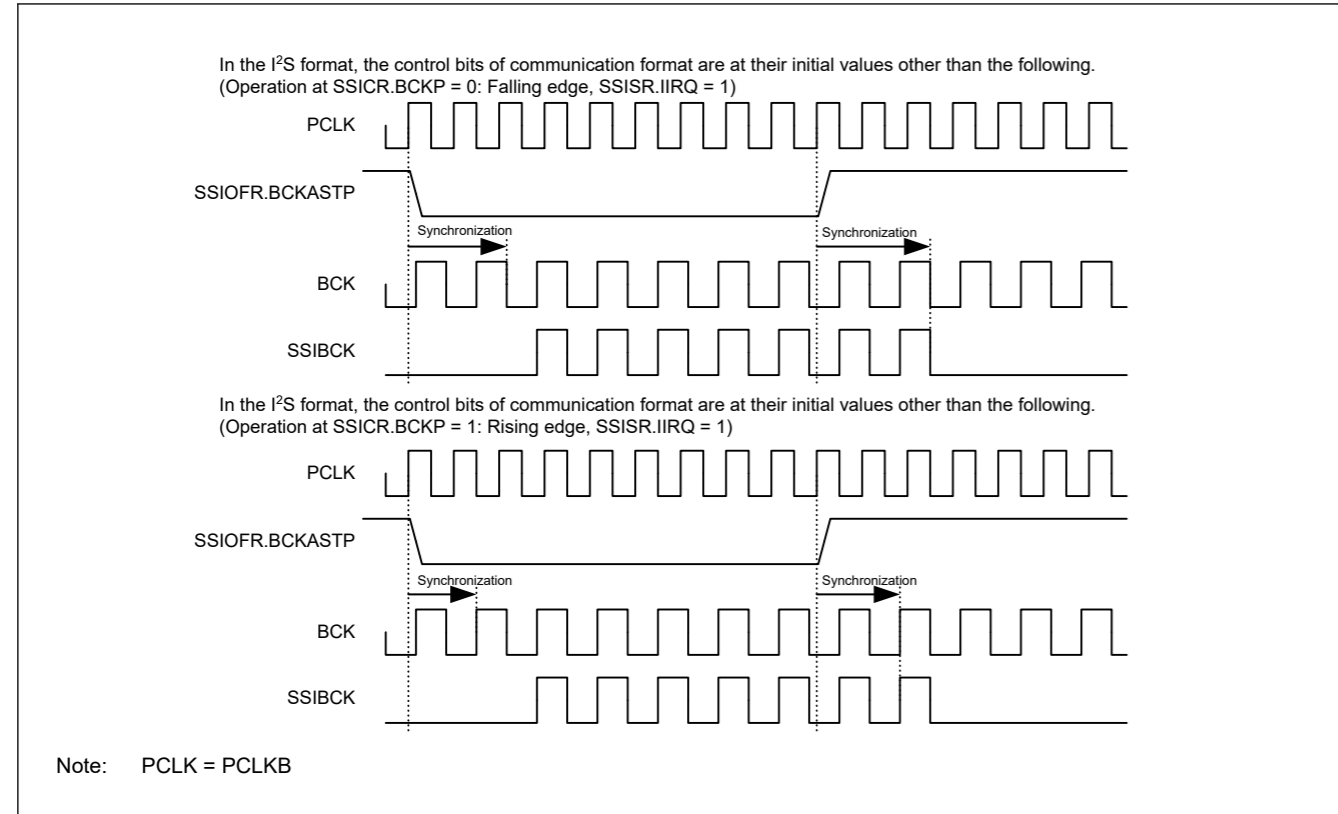 In the I²S format, the control bits of communication format are at their initial values other than the following.
(Operation at SSICR.BCKP = 0: Falling edge, SSISR.IIRQ = 1)
PCLK
SSIOFR.BCKASTP
Synchronization
Synchronization
BCK
SSIBCK
In the I²S format, the control bits of communication format are at their initial values other than the following.
(Operation at SSICR.BCKP = 1: Rising edge, SSISR.IIRQ = 1)
PCLK
SSIOFR.BCKASTP
Synchronization
Synchronization
BCK
SSIBCK
Note: PCLK = PCLKB